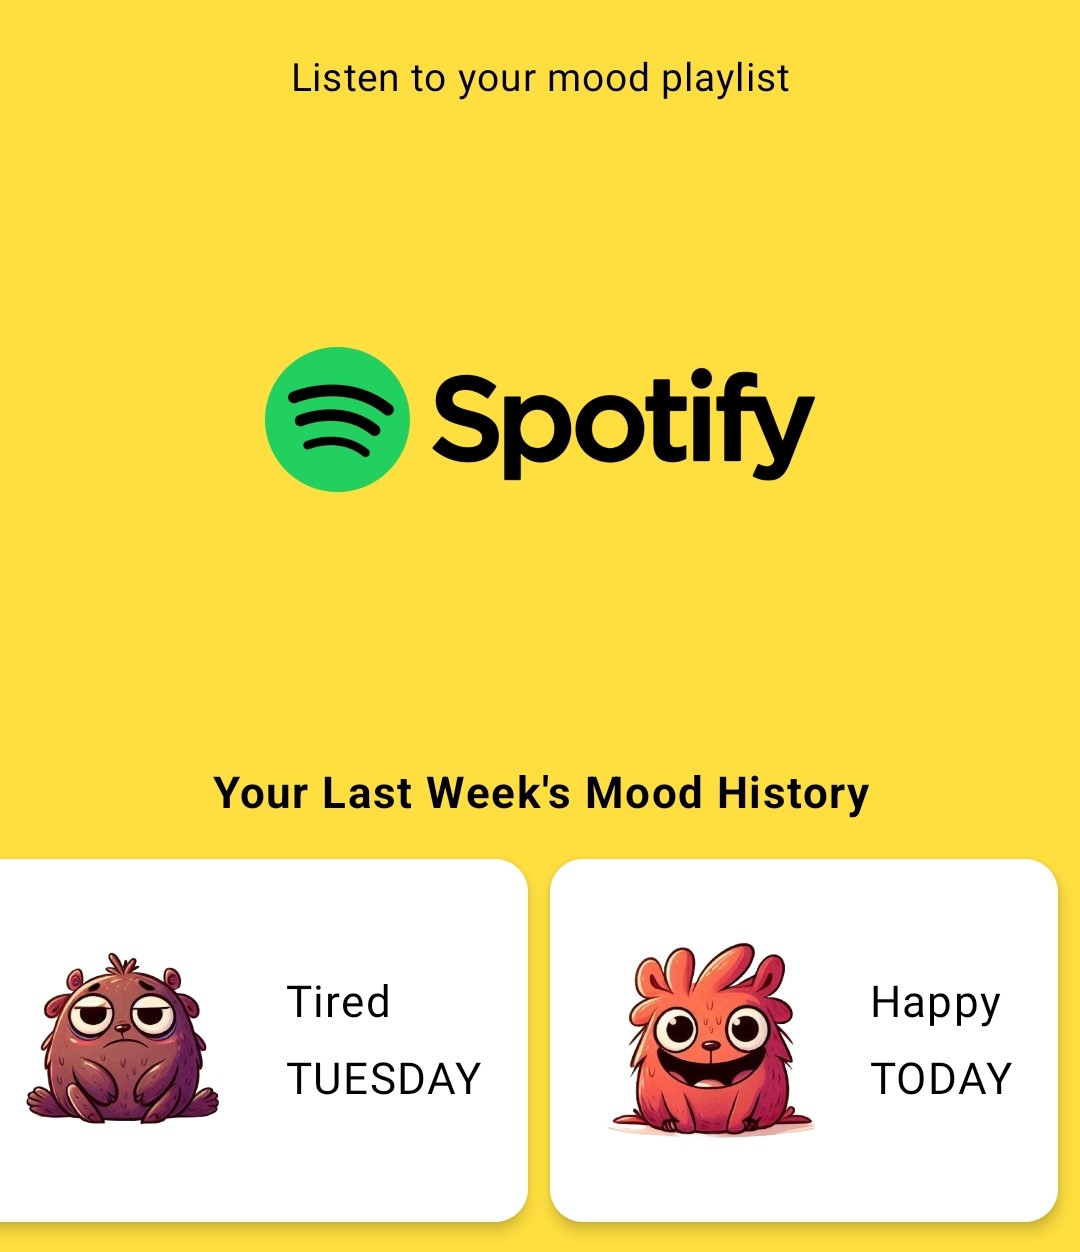 Listen to your mood playlist
Spotify
Your Last Week's Mood History
Tired
TUESDAY
Happy
TODAY